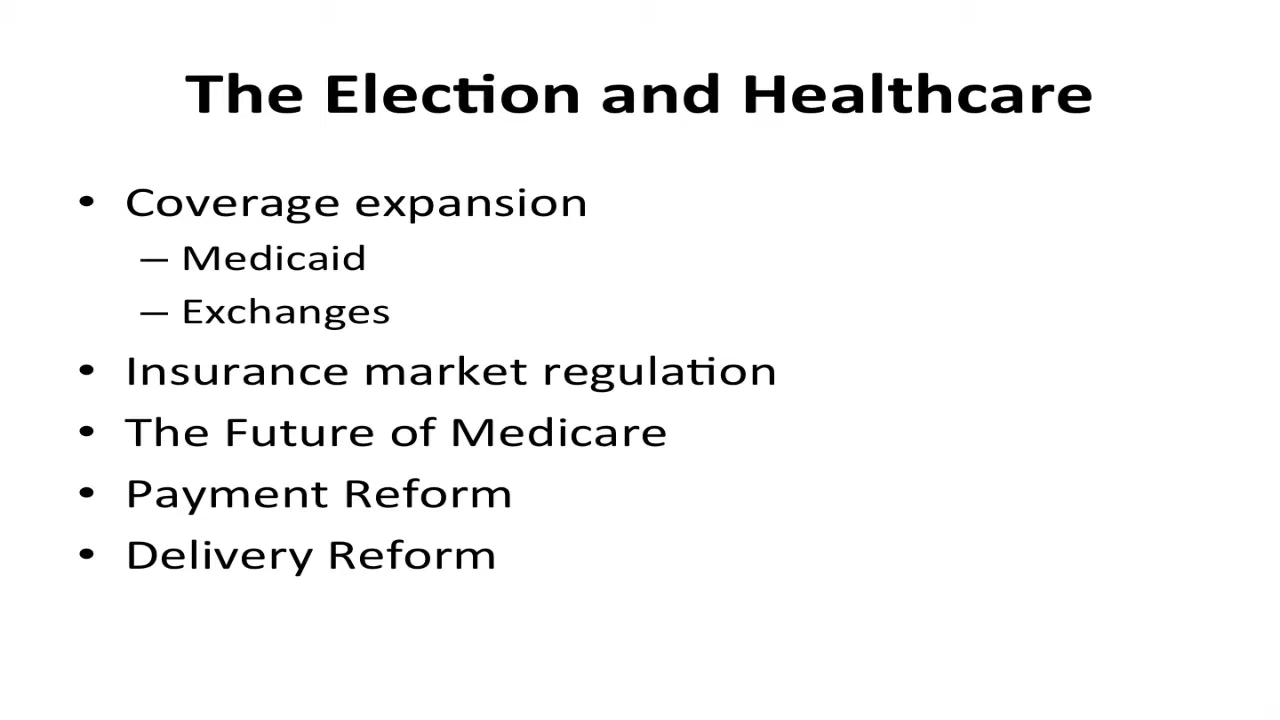 The Election and Healthcare
• Coverage expansion
– Medicaid
– Exchanges
• Insurance market regulation
• The Future of Medicare
• Payment Reform
• Delivery Reform